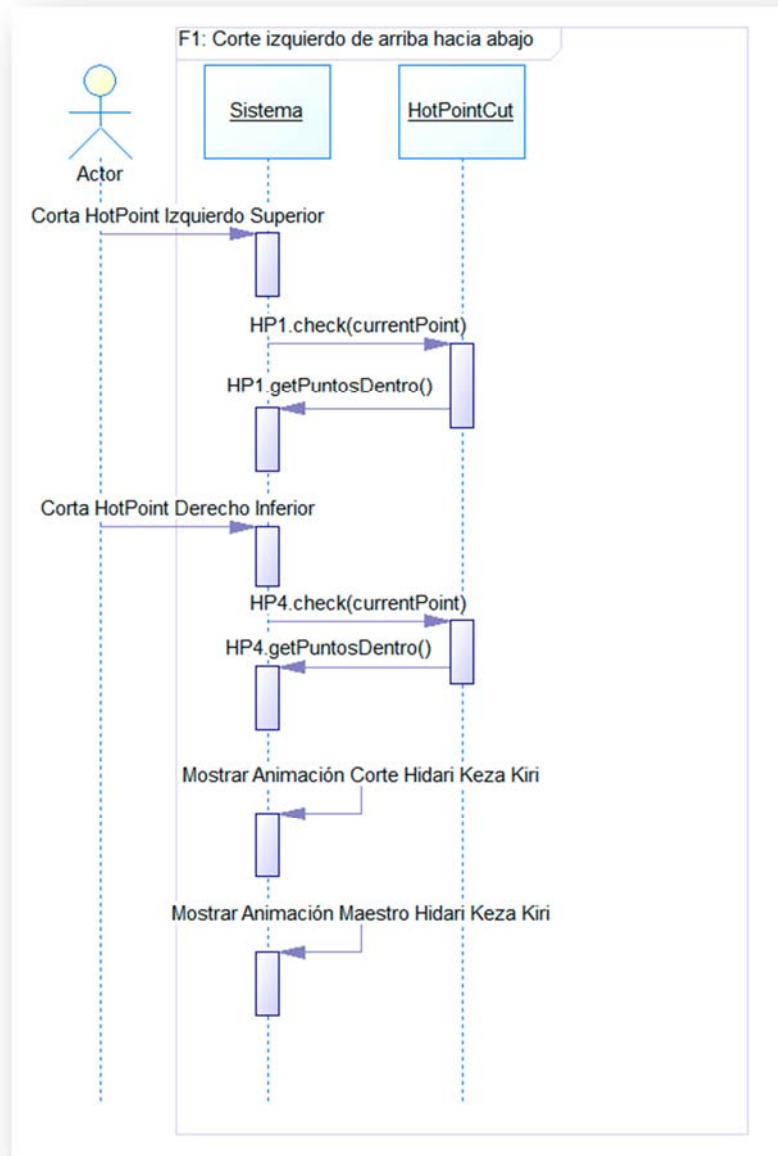 F1: Corte izquierdo de arriba hacia abajo
Sistema
HotPointCut
Actor
Corta HotPoint Izquierdo Superior
HP1.check(currentPoint)
HP1.getPuntosDentro()
Corta HotPoint Derecho Inferior
HP4.check(currentPoint)
HP4.getPuntosDentro()
Mostrar Animación Corte Hidari Keza Kiri
Mostrar Animación Maestro Hidari Keza Kiri